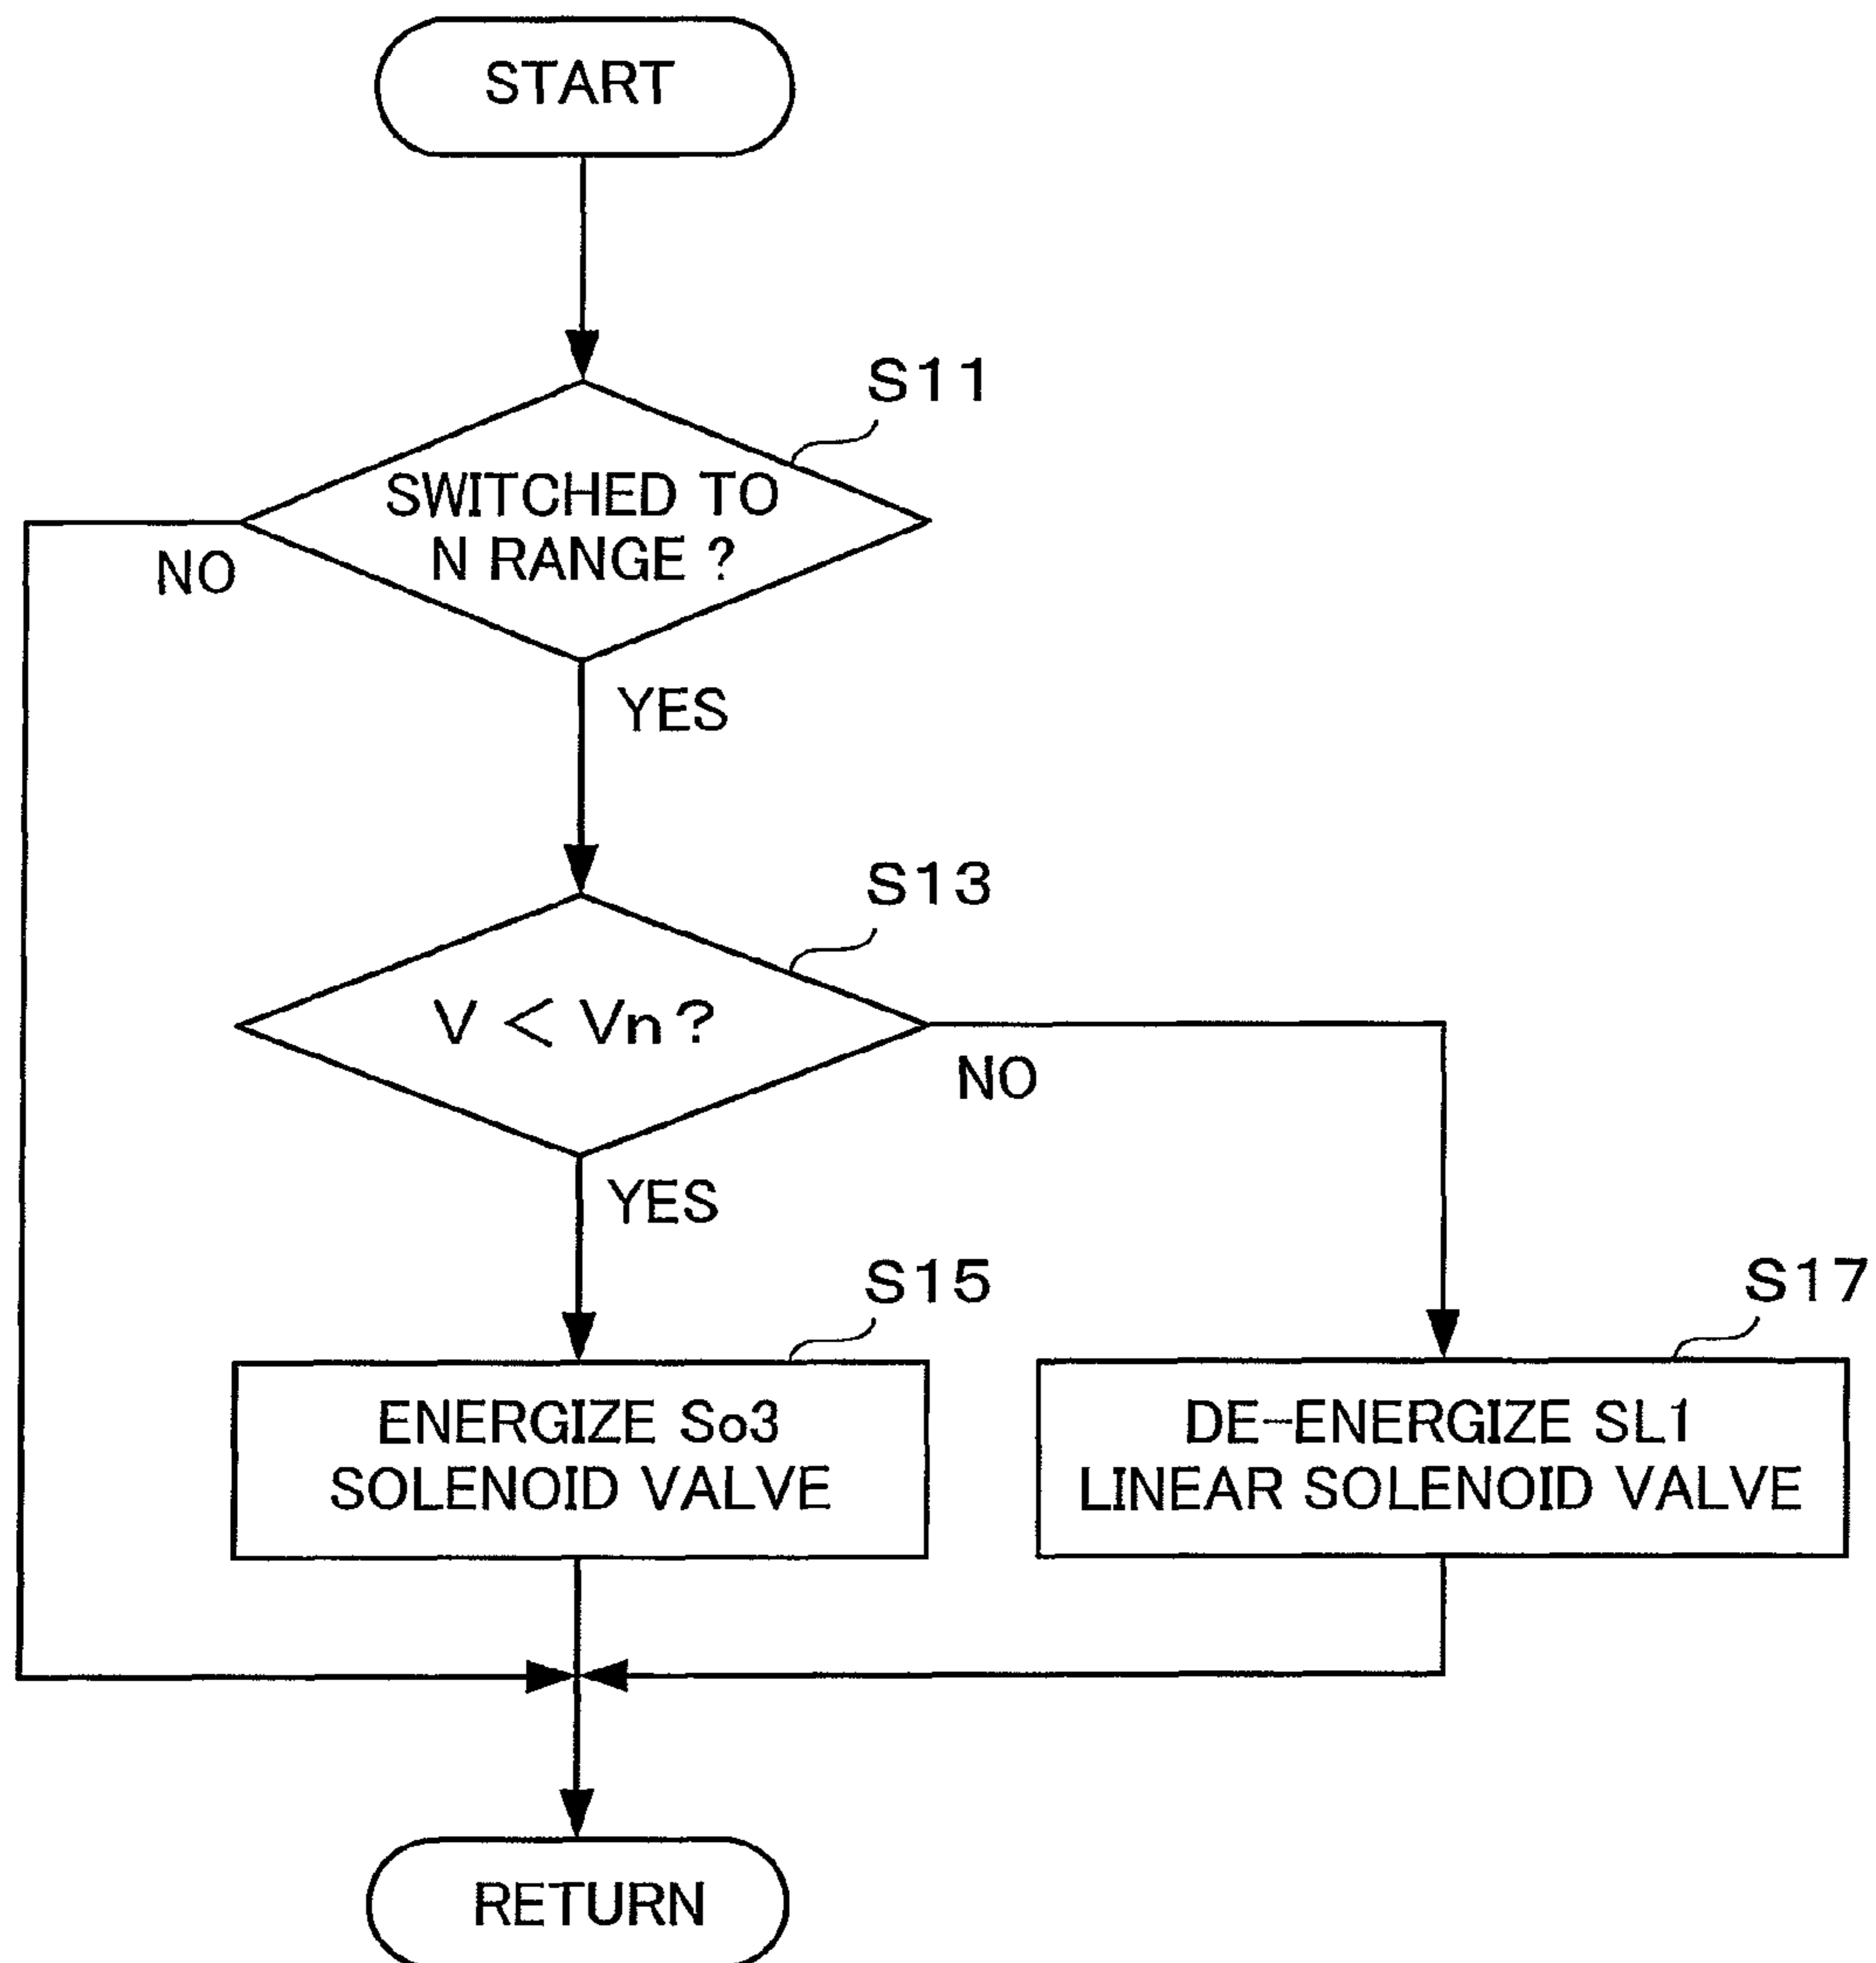 START
S11
SWITCHED TO
N RANGE ?
NO
YES
S13
V < Vn ?
NO
YES
S15
S17
ENERGIZE So3
SOLENOID VALVE
DE-ENERGIZE SL1
LINEAR SOLENOID VALVE
RETURN